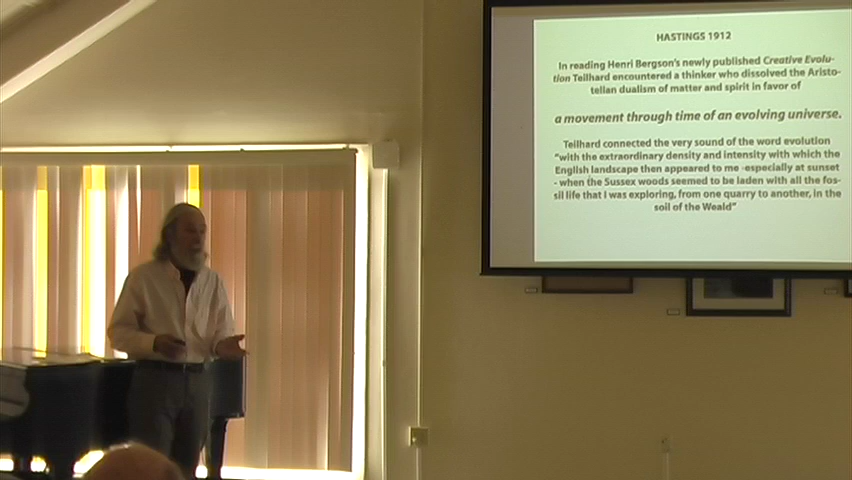 HASTINGS 1912
In reading Henri Bergson's newly published Creative Evolu-
tion Teilhard encountered a thinker who dissolved the Aristo-
telian dualism of matter and spirit in favor of
a movement through time of an evolving universe.
Teilhard connected the very sound of the word evolution
"with the extraordinary density and intensity with which the
English landscape then appeared to me -especially at sunset
- when the Sussex woods seemed to be laden with all the fos-
sil life that I was exploring, from one quarry to another, in the
soil of the Weald"